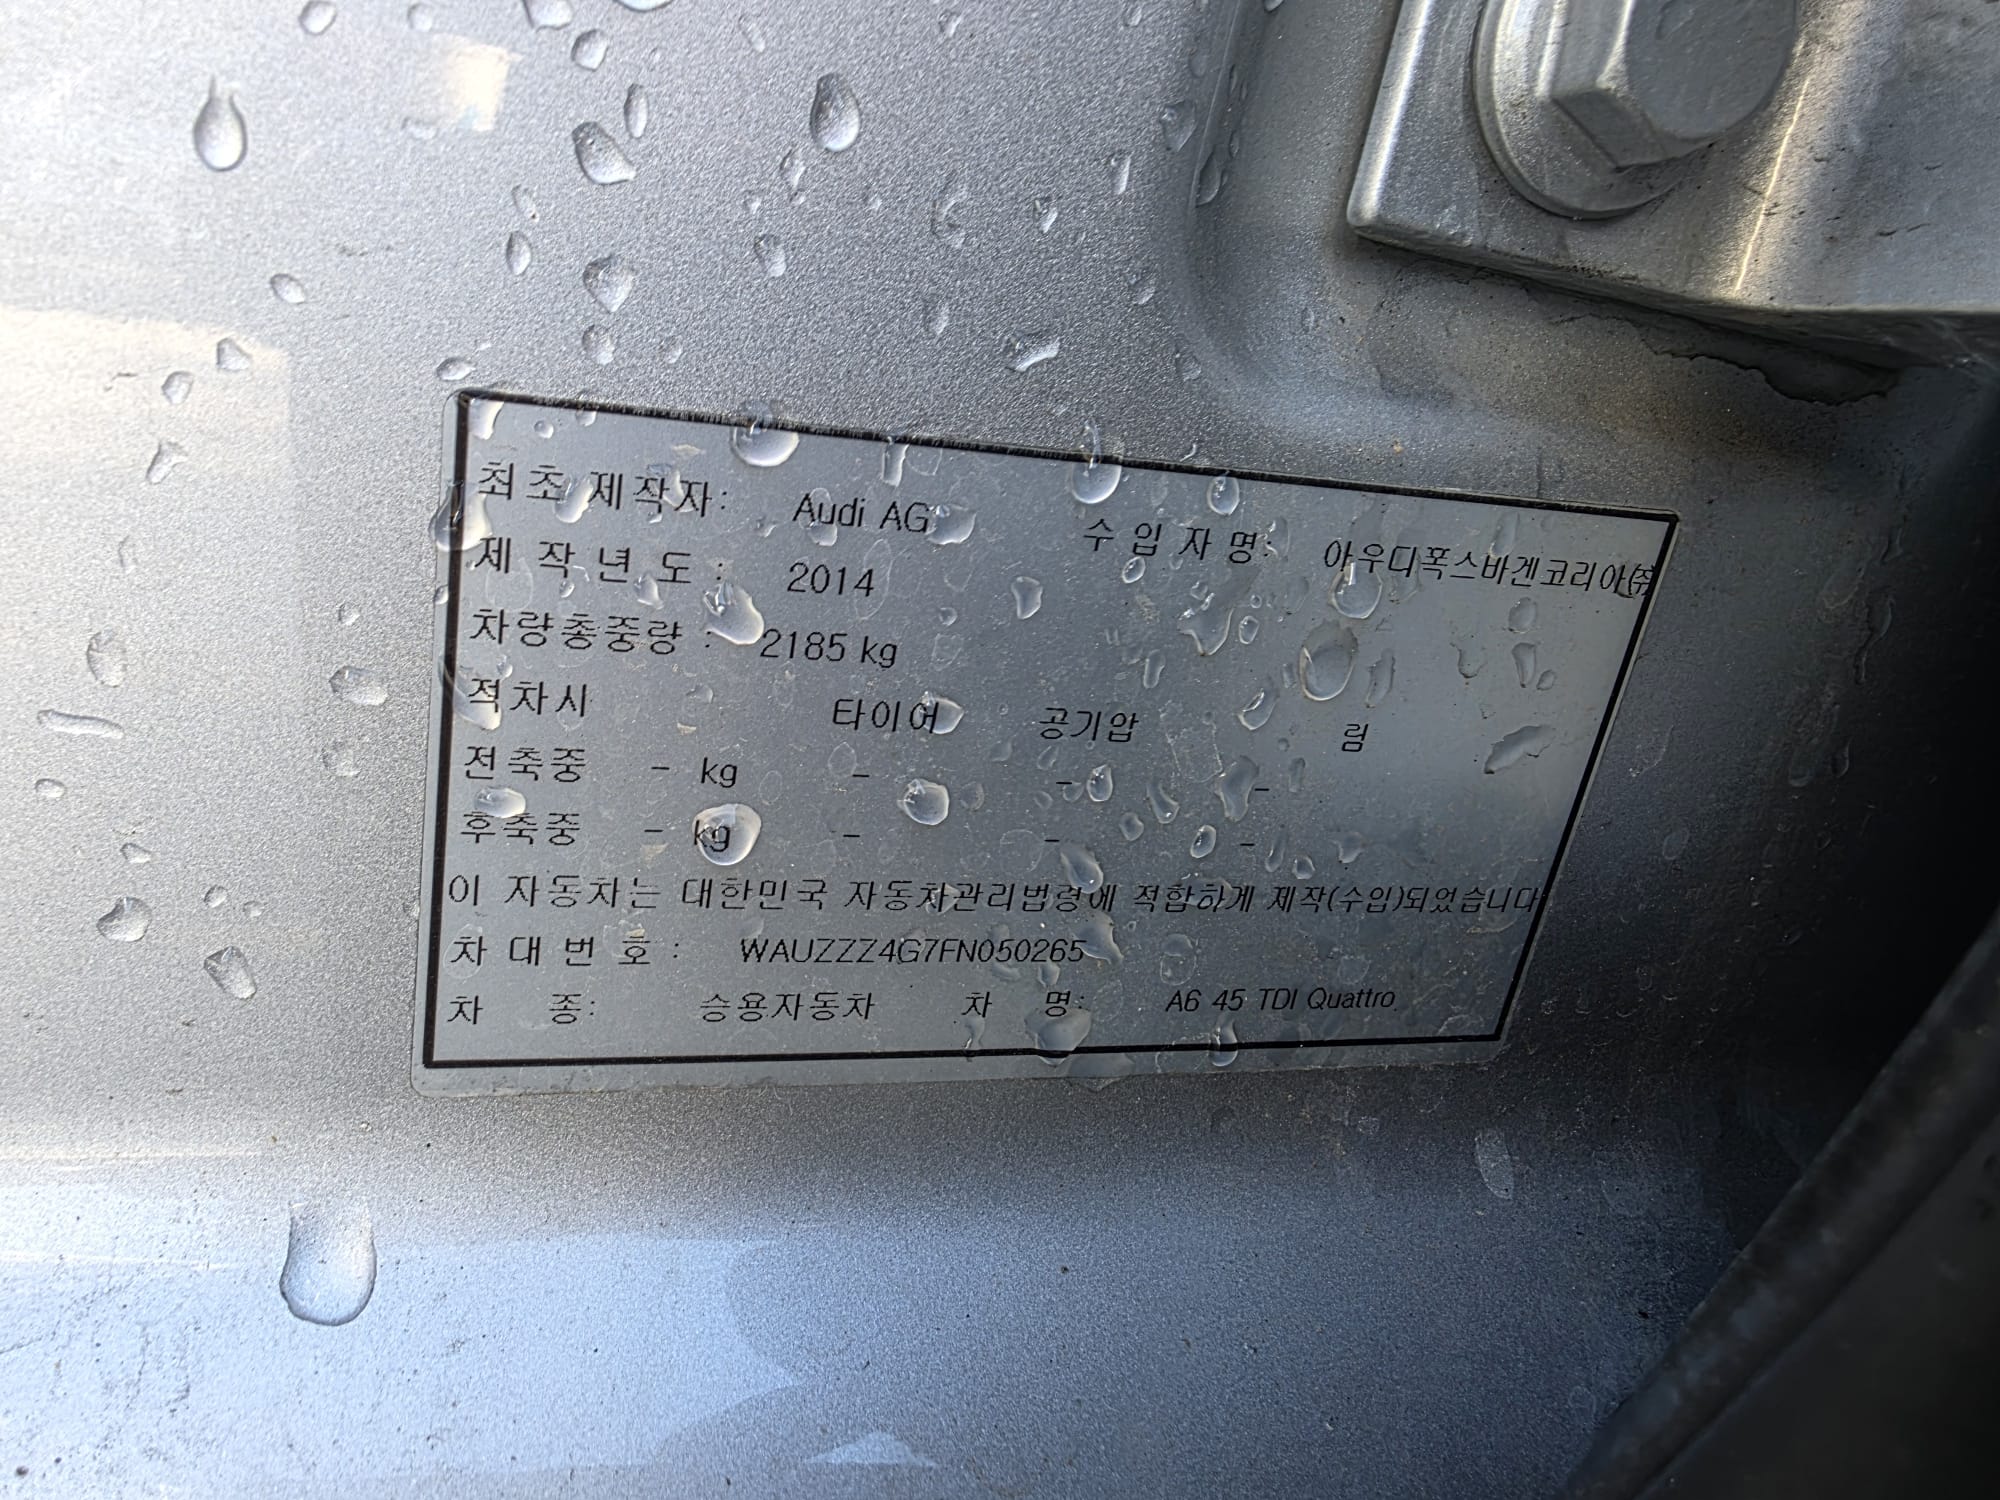 최초 제작자: Audi AG 수 입 자 명: 아우디폭스바겐코리아(주)
제 작 년 도 : 2014
차량총중량 : 2185 kg
적차시 타이어 공기압 림
전축중 - kg - - -
후축중 - kg - - -
이 자동차는 대한민국 자동차관리법령에 적합하게 제작(수입)되었습니다
차 대 번 호 : WAUZZZ4G7FN050265
차 종: 승용자동차 차 명: A6 45 TDI Quattro